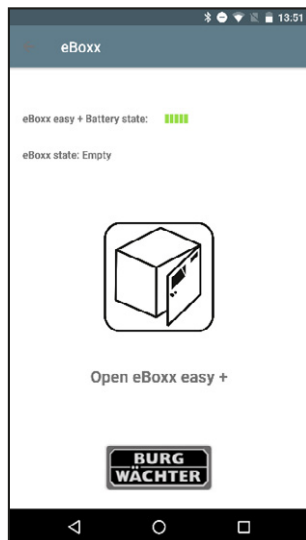 13:51
eBoxx
eBoxx easy + Battery state:
eBoxx state: Empty
Open eBoxx easy +
BURG
WÄCHTER